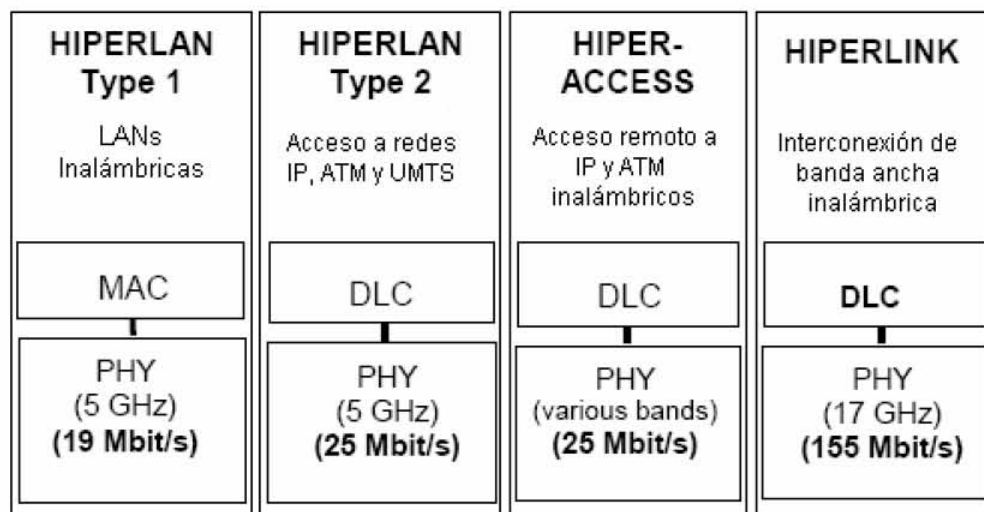 HIPERLAN
Type 1
LANs
Inalámbricas
MAC
PHY
(5 GHz)
(19 Mbit/s)
HIPERLAN
Type 2
Acceso a redes
IP, ATM y UMTS
DLC
PHY
(5 GHz)
(25 Mbit/s)
HIPER-
ACCESS
Acceso remoto a
IP y ATM
inalámbricos
DLC
PHY
(various bands)
(25 Mbit/s)
HIPERLINK
Interconexión de
banda ancha
inalámbrica
DLC
PHY
(17 GHz)
(155 Mbit/s)